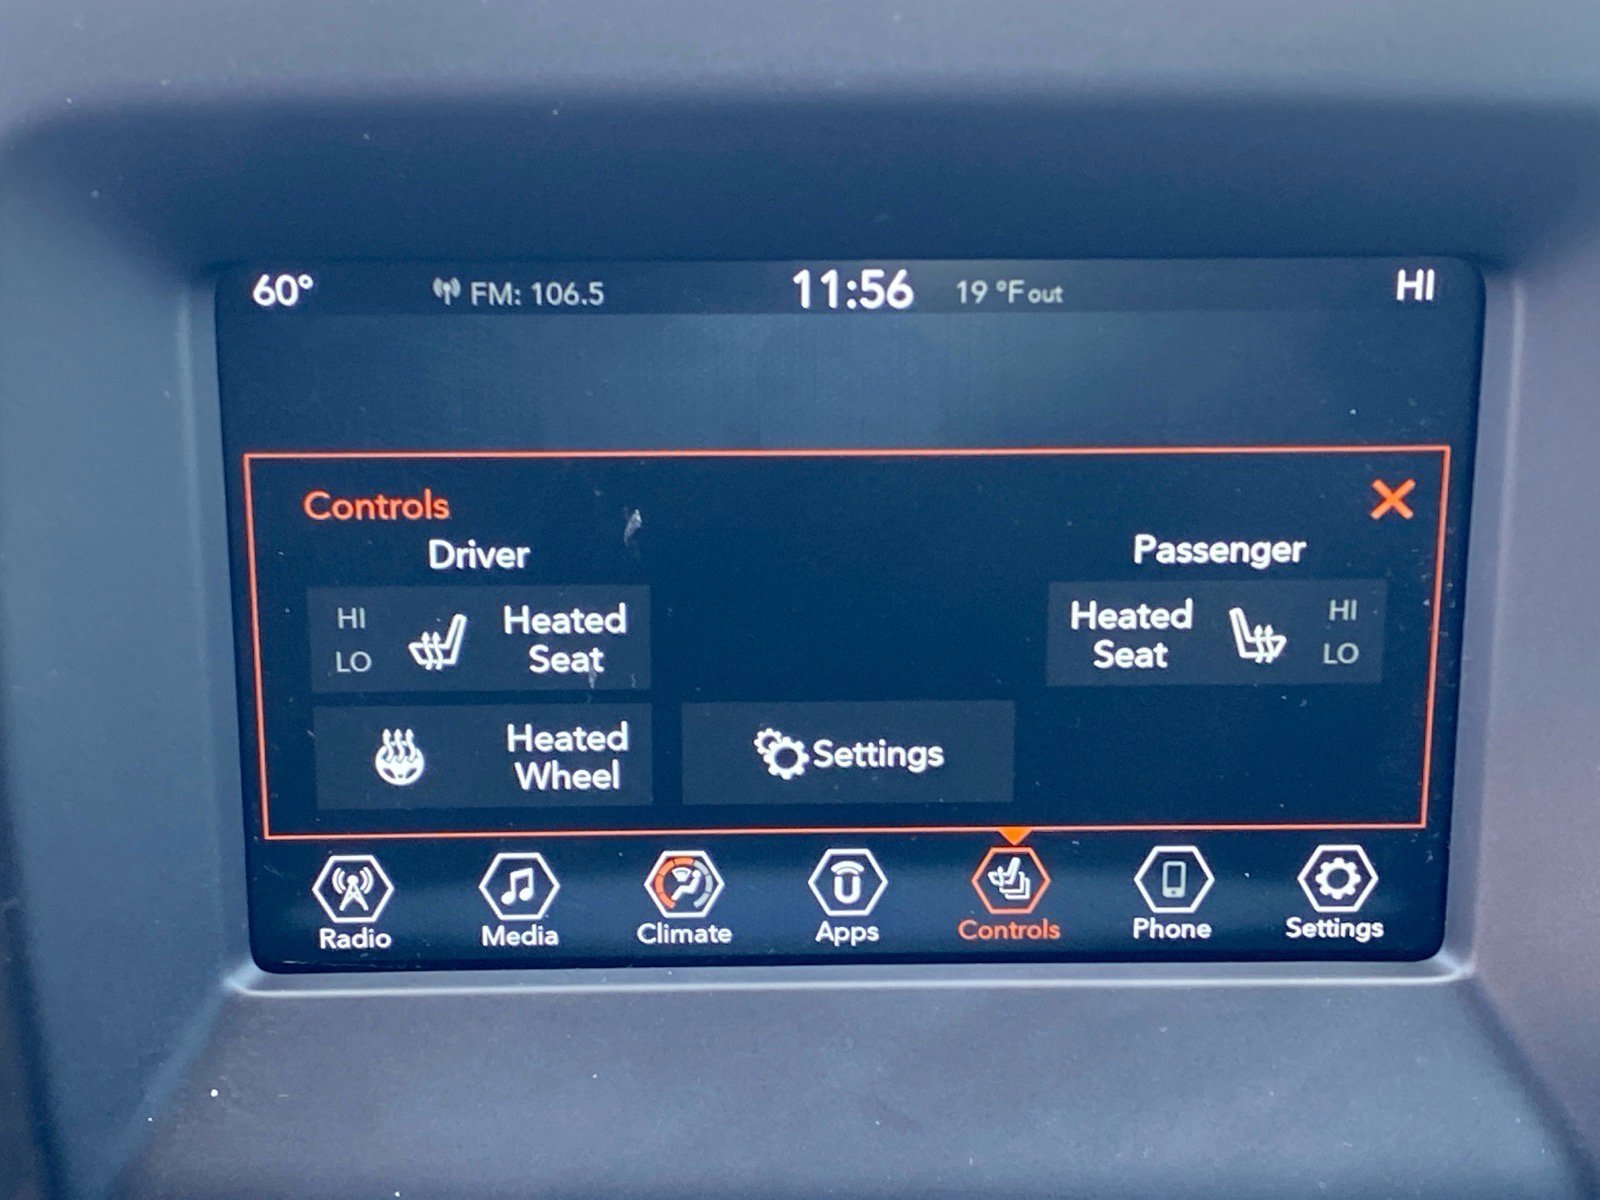 60° FM: 106.5 11:56 19 °F out HI
Controls
Driver
HI
LO
Heated
Seat
Passenger
Heated
Seat
HI
LO
Heated
Wheel
Settings
Radio Media Climate Apps Controls Phone Settings